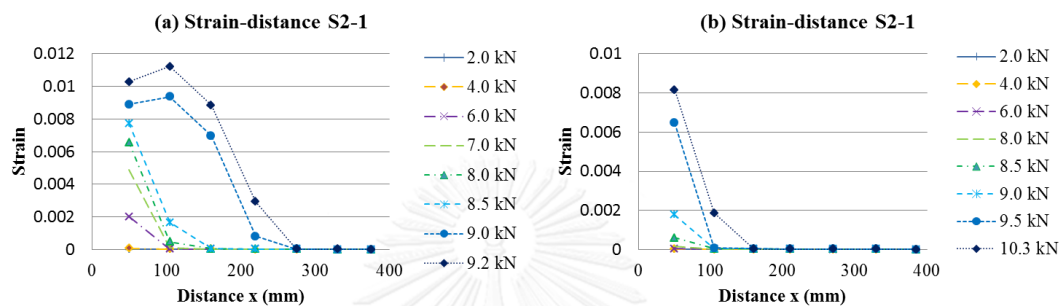 (a) Strain-distance S2-1
0.012
0.01
0.008
0.006
0.004
0.002
0
Strain
0
100
200
300
400
Distance x (mm)
2.0 kN
4.0 kN
6.0 kN
7.0 kN
8.0 kN
8.5 kN
9.0 kN
9.2 kN
(b) Strain-distance S2-1
0.01
0.008
0.006
0.004
0.002
0
Strain
0
100
200
300
400
Distance x (mm)
2.0 kN
4.0 kN
6.0 kN
8.0 kN
8.5 kN
9.0 kN
9.5 kN
10.3 kN